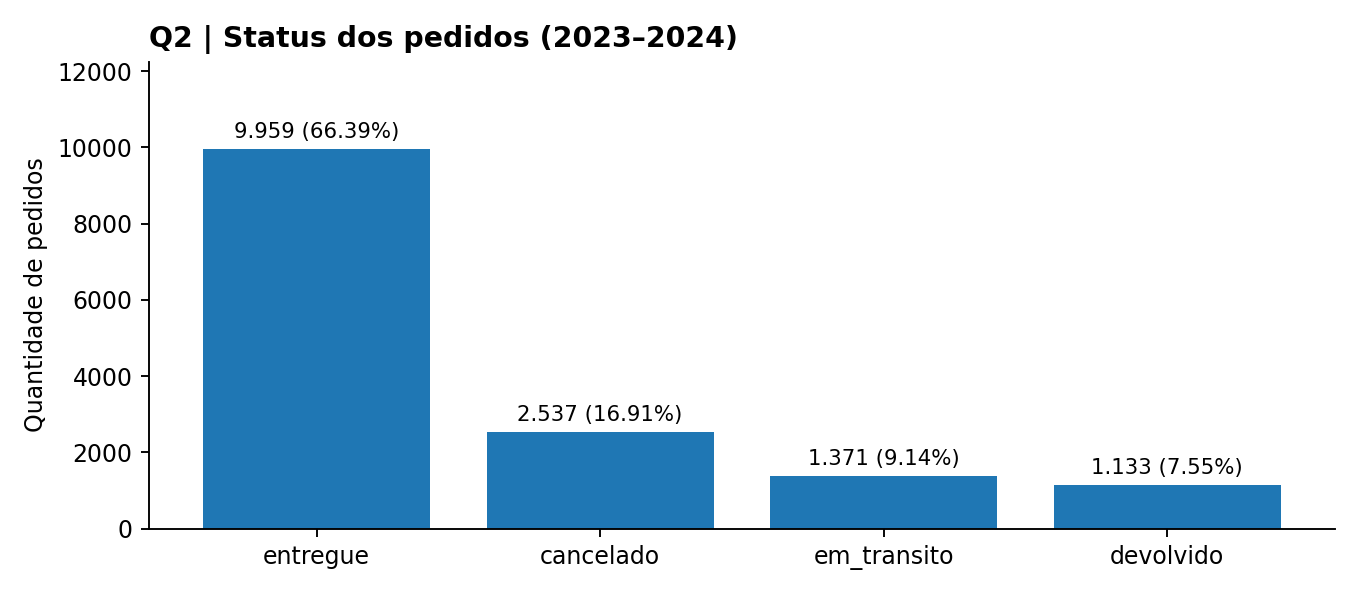 Q2 | Status dos pedidos (2023–2024)
Quantidade de pedidos
12000
10000
8000
6000
4000
2000
0
9.959 (66.39%)
2.537 (16.91%)
1.371 (9.14%)
1.133 (7.55%)
entregue
cancelado
em_transito
devolvido